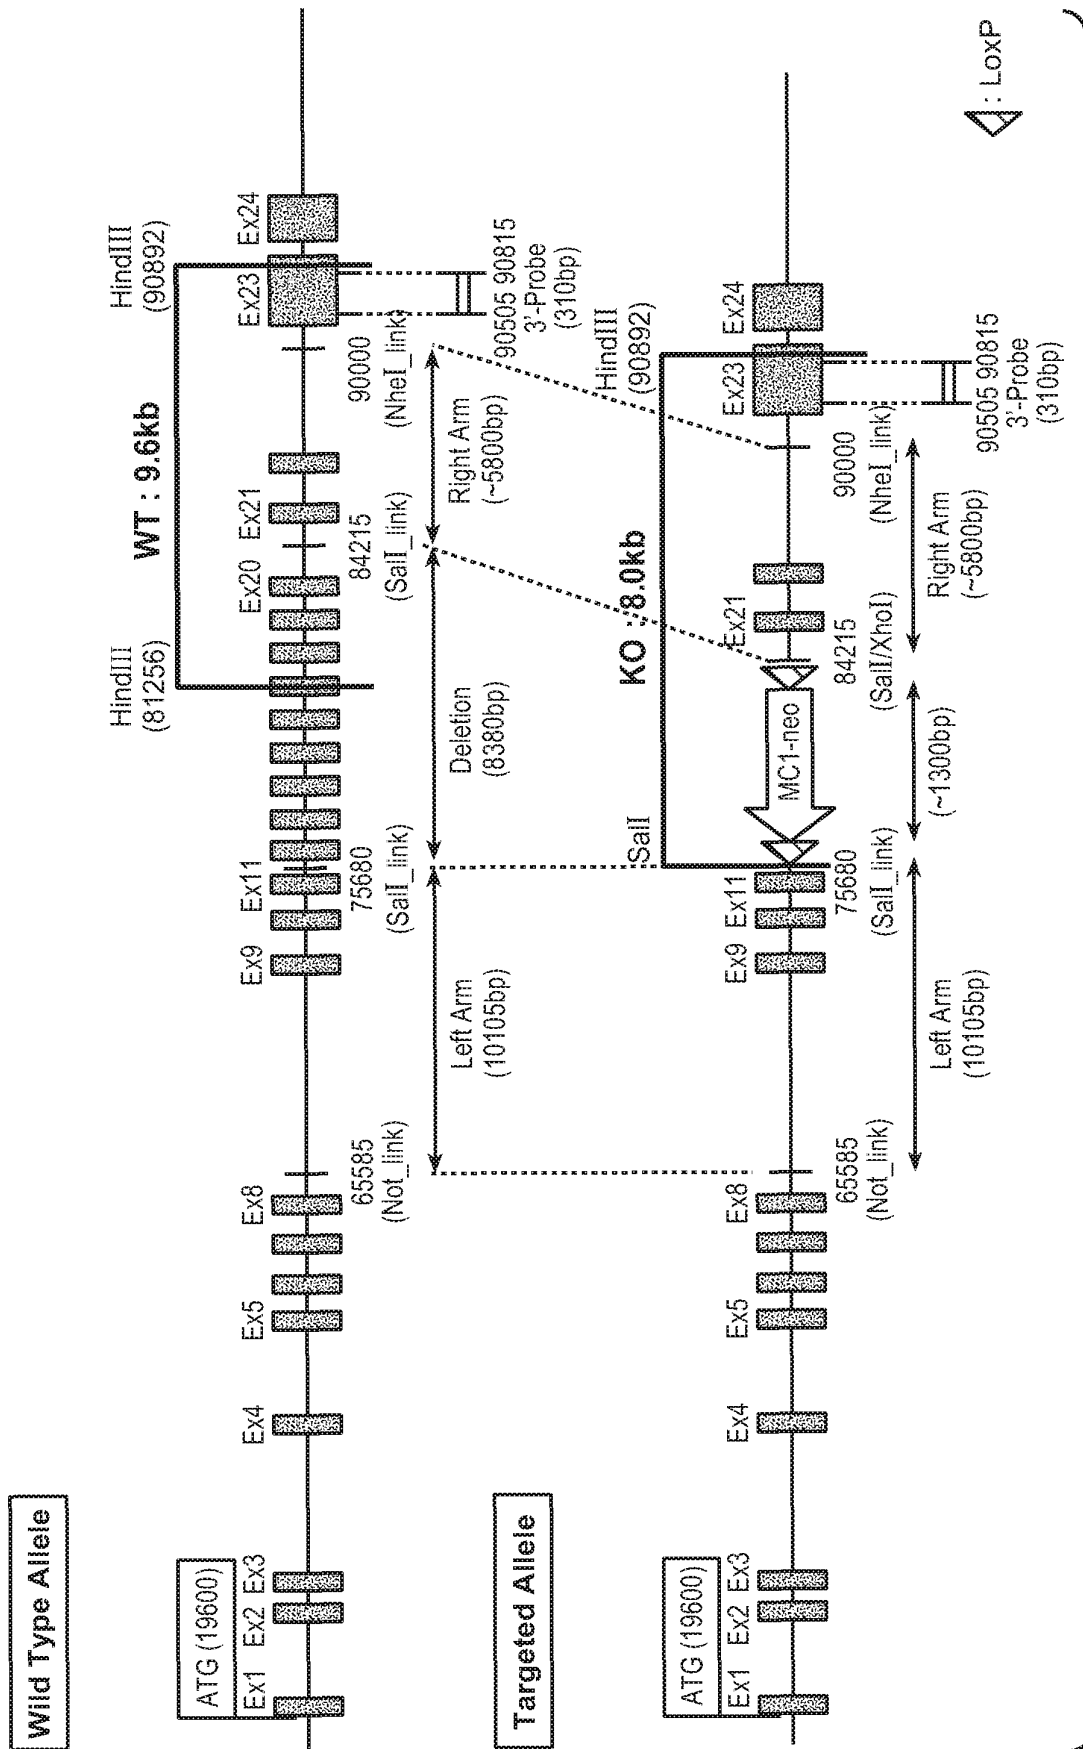 Wild Type Allele
WT : 9.6kb
HindIII
(81256)
HindIII
(90892)
ATG (19600)
Ex1
Ex2
Ex3
Ex4
Ex5
Ex8
Ex9
Ex11
Ex20
Ex21
Ex23
Ex24
65585
(Not_link)
75680
(SalI_link)
84215
(SalI_link)
90000
(NheI_link)
90505 90815
3'-Probe
(310bp)
Left Arm
(10105bp)
Deletion
(8380bp)
Right Arm
(~5800bp)
Targeted Allele
KO : 8.0kb
SalI
HindIII
(90892)
ATG (19600)
Ex1
Ex2
Ex3
Ex4
Ex5
Ex8
Ex9
Ex11
MC1-neo
Ex21
Ex23
Ex24
65585
(Not_link)
75680
(SalI_link)
84215
(SalI/XhoI)
90000
(NheI_link)
90505 90815
3'-Probe
(310bp)
Left Arm
(10105bp)
(~1300bp)
Right Arm
(~5800bp)
: LoxP